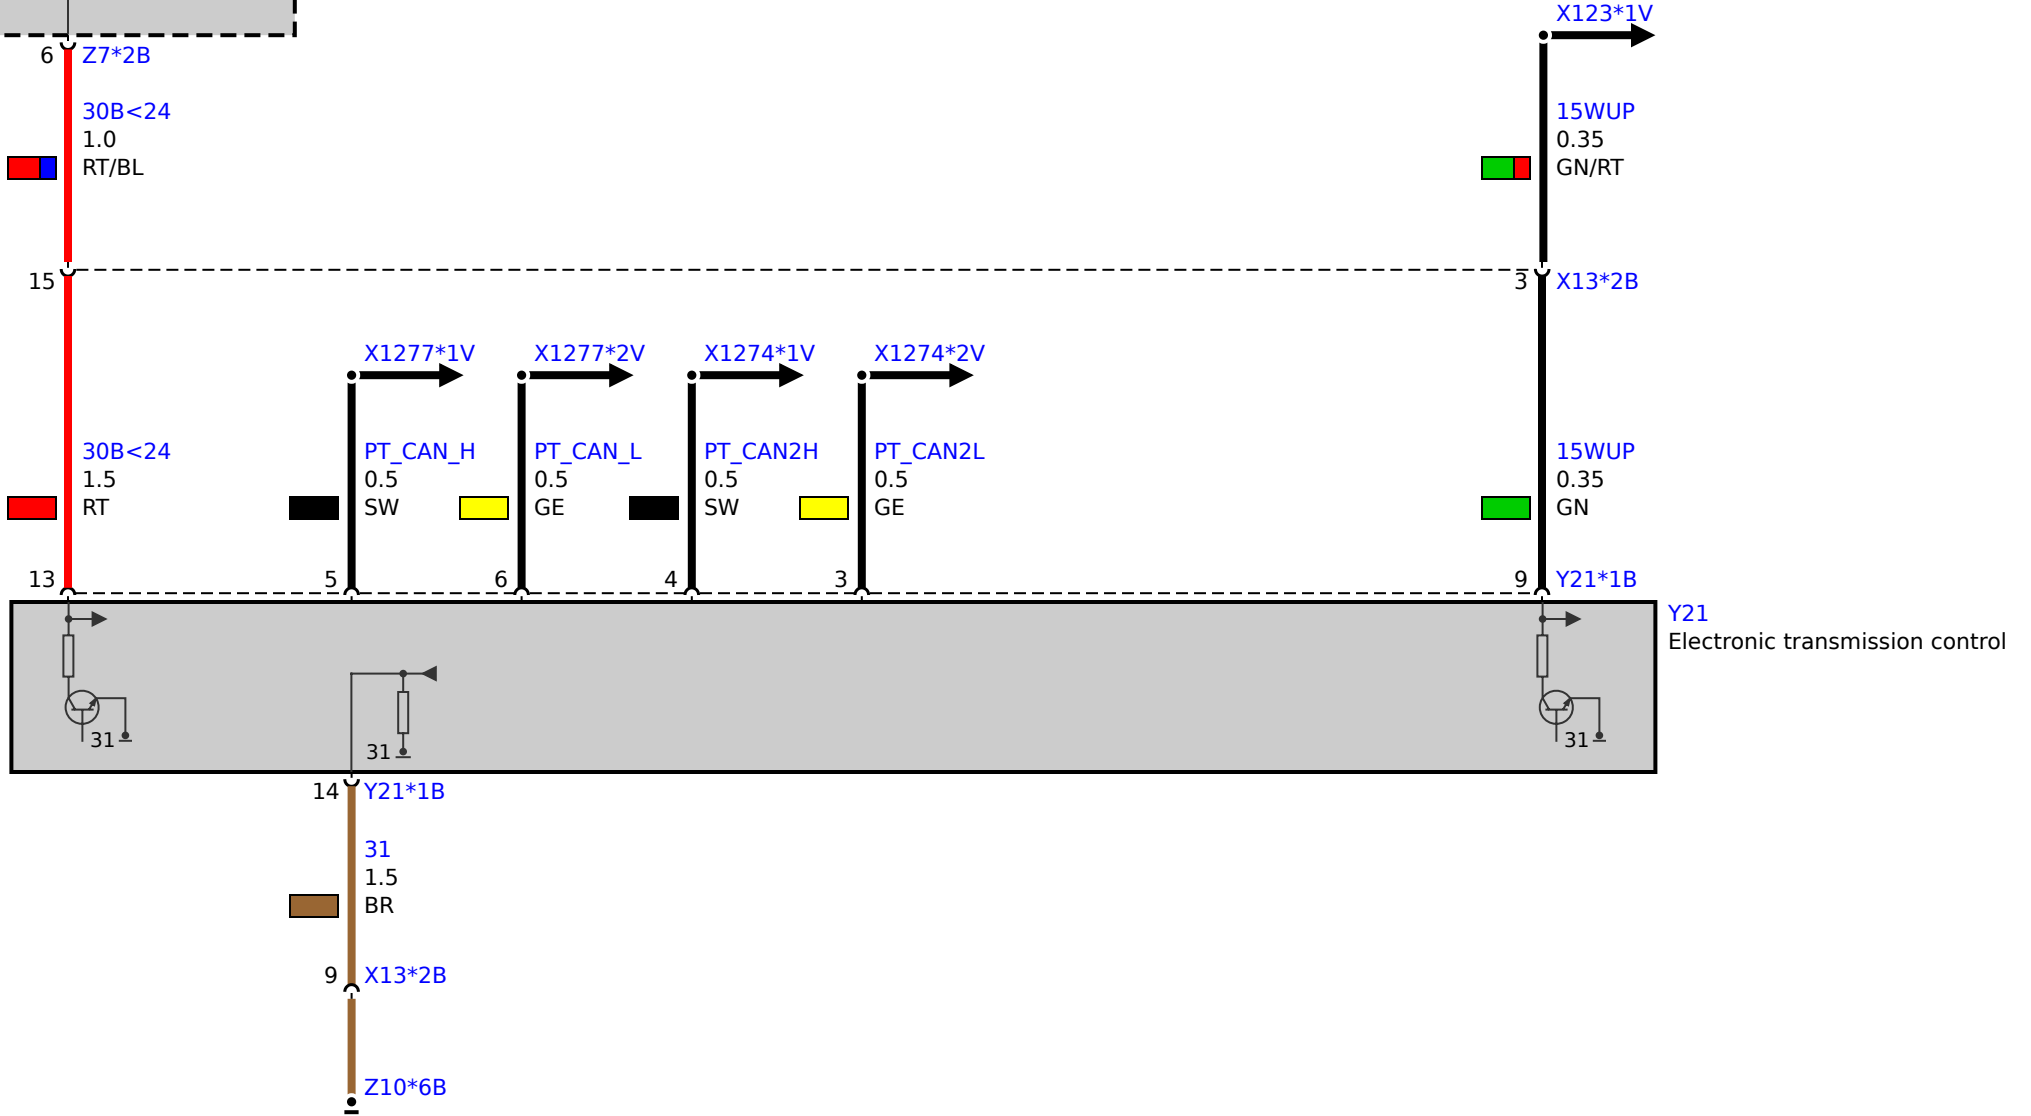 X123*1V
6 Z7*2B
30B<24
1.0
RT/BL
15WUP
0.35
GN/RT
15
3 X13*2B
X1277*1V
X1277*2V
X1274*1V
X1274*2V
30B<24
1.5
RT
PT_CAN_H
0.5
SW
PT_CAN_L
0.5
GE
PT_CAN2H
0.5
SW
PT_CAN2L
0.5
GE
15WUP
0.35
GN
13
5
6
4
3
9 Y21*1B
Y21
Electronic transmission control
31
31
31
14 Y21*1B
31
1.5
BR
9 X13*2B
Z10*6B